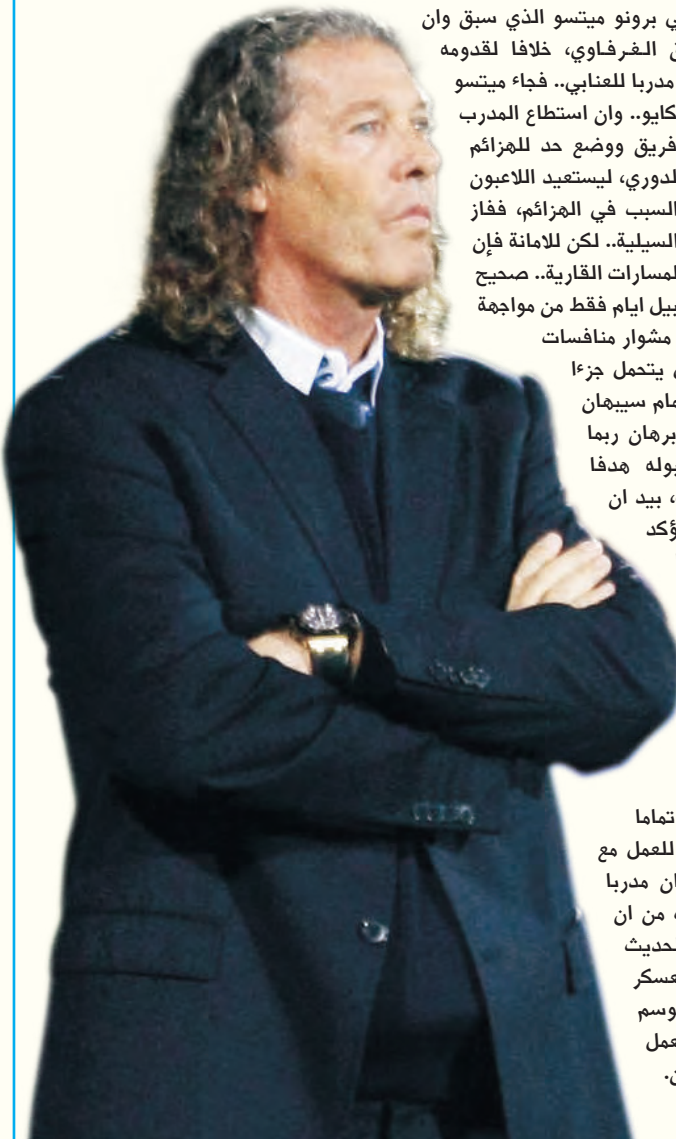 ي برونو ميتسو الذي سبق وان
الغرفاوي، خلافا لقدومه
مدربا للعنابي.. فجاء ميتسو
كايو.. وان استطاع المدرب
فريق ووضع حد للهزائم
لدوري، ليستعيد اللاعبون
السبب في الهزائم، ففاز
السيلية.. لكن للامانة فإن
لمسارات القارية.. صحيح
بيل ايام فقط من مواجهة
مشوار منافسات
يتحمل جزءا
مام سيبهان
برهان ربما
بوله هدفا
، بيد ان
ؤكد
تماما
للعمل مع
ان مدربا
من ان
لحديث
عسكر
وسم
عمل
ن.